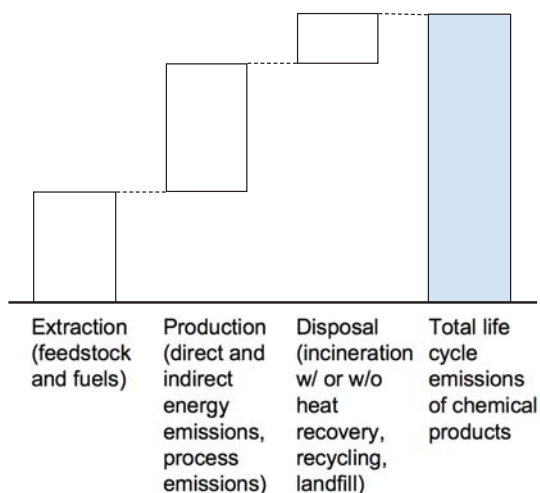 Extraction
(feedstock
and fuels)
Production
(direct and
indirect
energy
emissions,
process
emissions)
Disposal
(incineration
w/ or w/o
heat
recovery,
recycling,
landfill)
Total life
cycle
emissions
of chemical
products